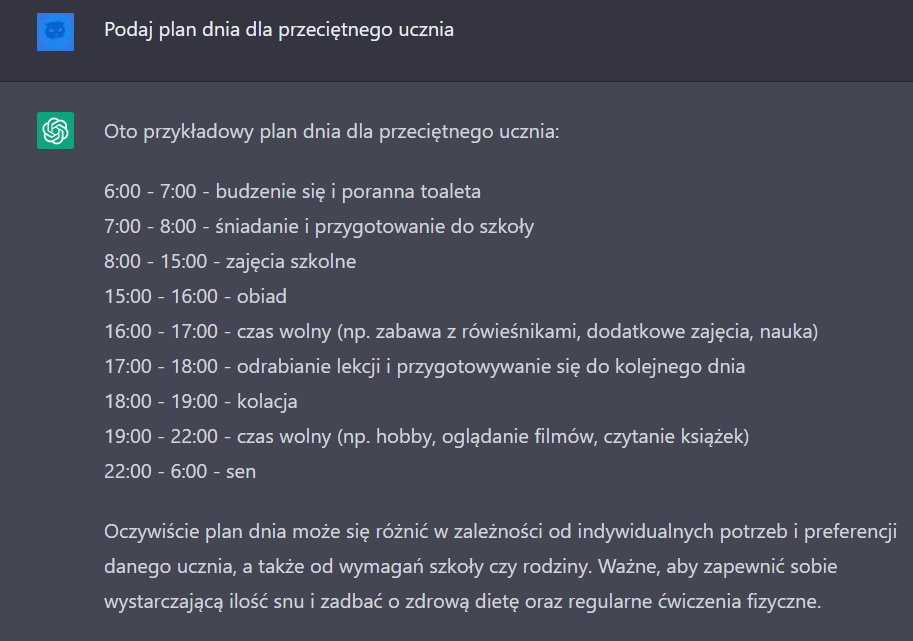 Podaj plan dnia dla przeciętnego ucznia
Oto przykładowy plan dnia dla przeciętnego ucznia:
6:00 - 7:00 - budzenie się i poranna toaleta
7:00 - 8:00 - śniadanie i przygotowanie do szkoły
8:00 - 15:00 - zajęcia szkolne
15:00 - 16:00 - obiad
16:00 - 17:00 - czas wolny (np. zabawa z rówieśnikami, dodatkowe zajęcia, nauka)
17:00 - 18:00 - odrabianie lekcji i przygotowywanie się do kolejnego dnia
18:00 - 19:00 - kolacja
19:00 - 22:00 - czas wolny (np. hobby, oglądanie filmów, czytanie książek)
22:00 - 6:00 - sen
Oczywiście plan dnia może się różnić w zależności od indywidualnych potrzeb i preferencji
danego ucznia, a także od wymagań szkoły czy rodziny. Ważne, aby zapewnić sobie
wystarczającą ilość snu i zadbać o zdrową dietę oraz regularne ćwiczenia fizyczne.